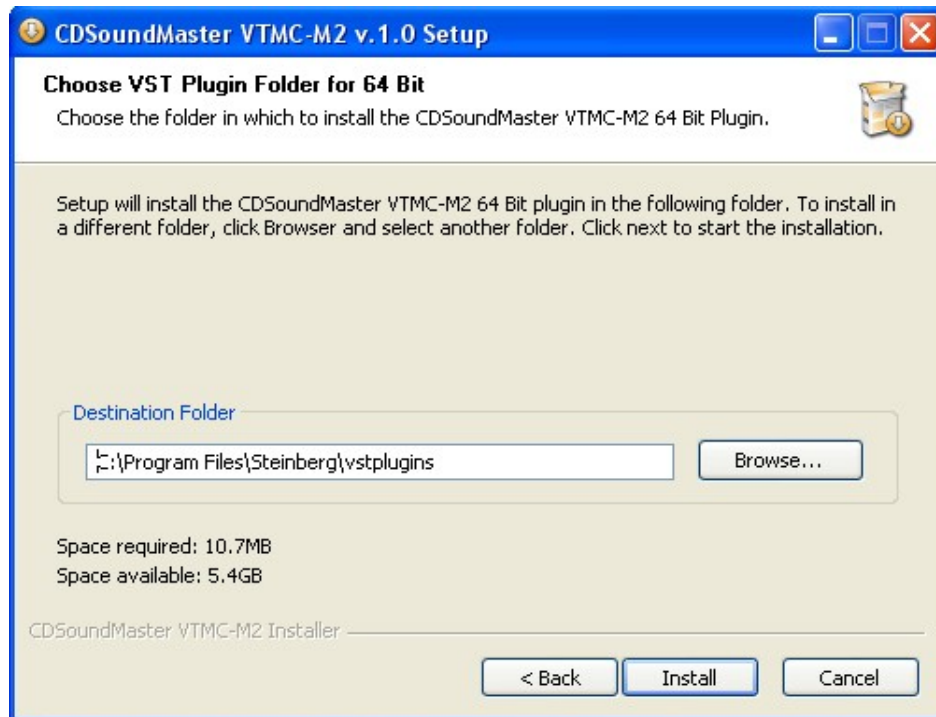 CDSoundMaster VTMC-M2 v.1.0 Setup
Choose VST Plugin Folder for 64 Bit
Choose the folder in which to install the CDSoundMaster VTMC-M2 64 Bit Plugin.
Setup will install the CDSoundMaster VTMC-M2 64 Bit plugin in the following folder. To install in
a different folder, click Browser and select another folder. Click next to start the installation.
Destination Folder
C:\Program Files\Steinberg\vstplugins
Browse...
Space required: 10.7MB
Space available: 5.4GB
CDSoundMaster VTMC-M2 Installer
< Back
Install
Cancel